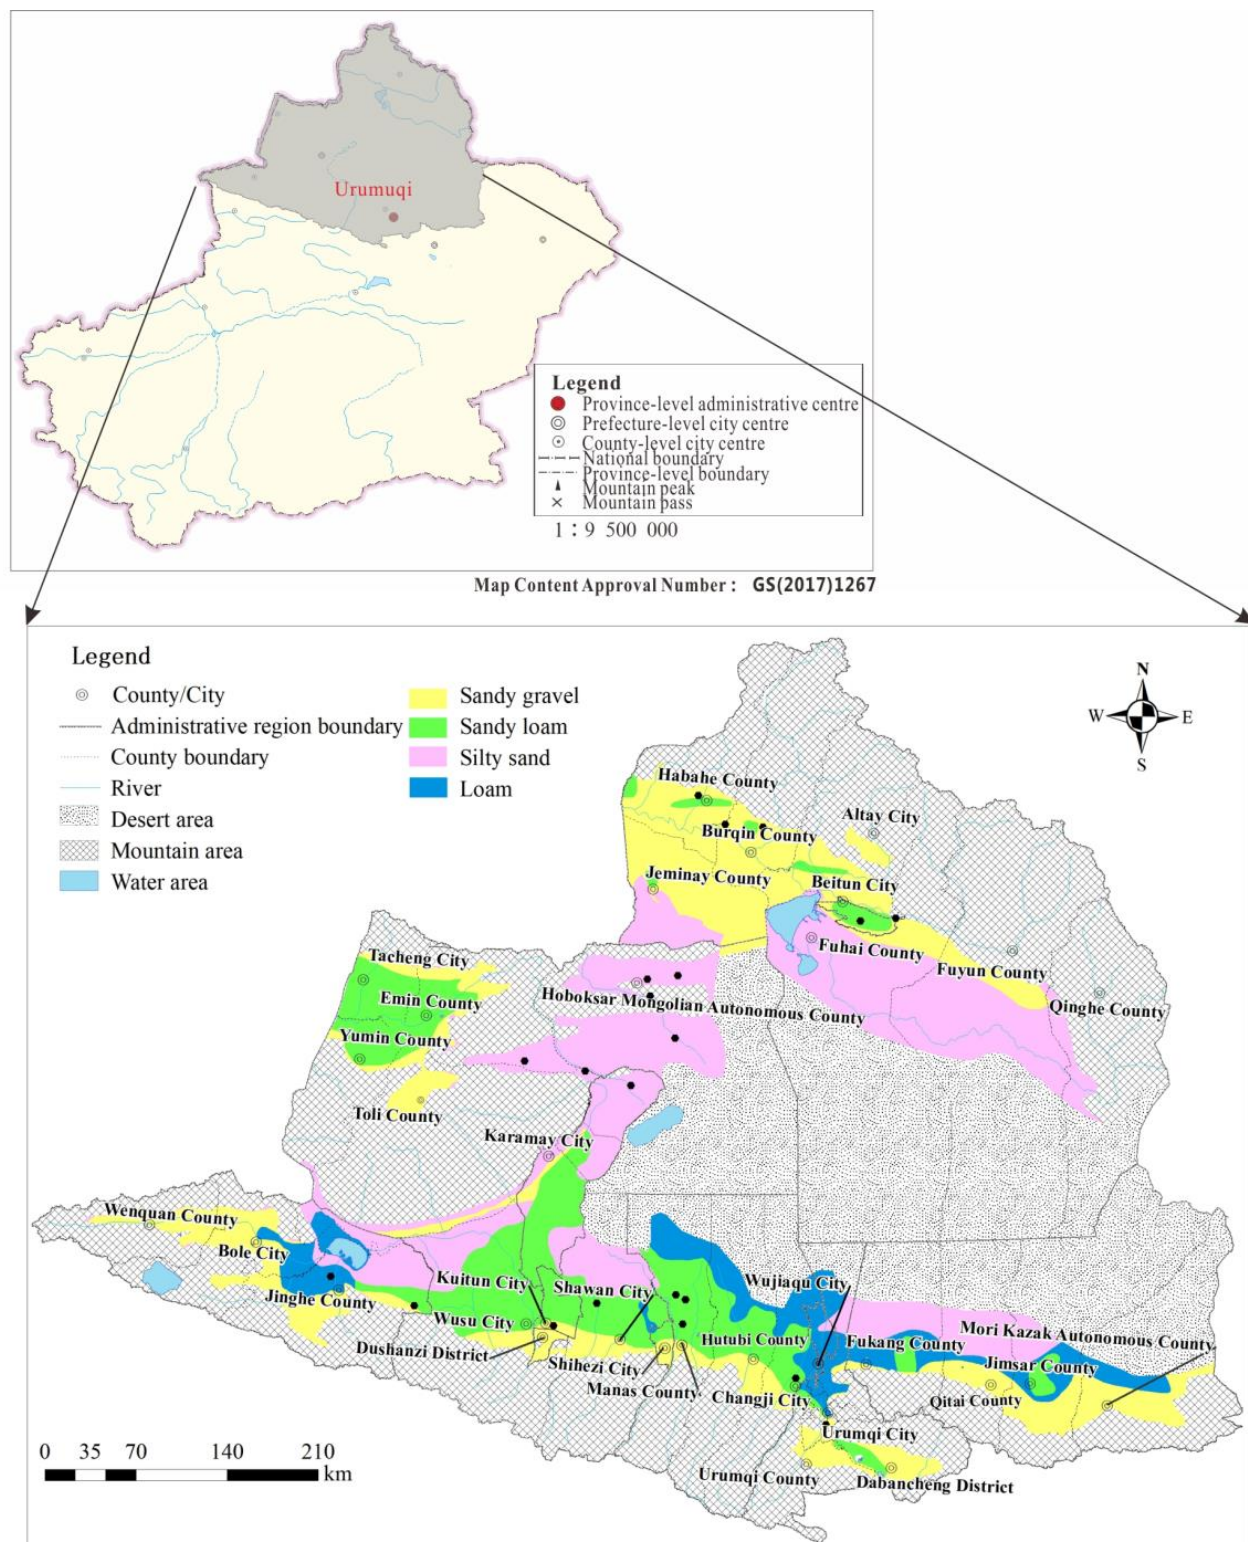 Urumuqi
Legend
Province-level administrative centre
Prefecture-level city centre
County-level city centre
National boundary
Province-level boundary
Mountain peak
Mountain pass
1 : 9 500 000
Map Content Approval Number : GS(2017)1267
Legend
County/City
Administrative region boundary
County boundary
River
Desert area
Mountain area
Water area
Sandy gravel
Sandy loam
Silty sand
Loam
N
W
E
S
Habahe County
Altay City
Burqin County
Jeminay County
Beitun City
Fuhai County
Fuyun County
Qinghe County
Tacheng City
Emin County
Hoboksar Mongolian Autonomous County
Yumin County
Toli County
Karamay City
Wenquan County
Bole City
Jinghe County
Kuitun City
Shawan City
Wujiaqu City
Wusu City
Dushanzi District
Shihezi City
Manas County
Hutubi County
Fukang County
Mori Kazak Autonomous County
Jimsar County
Qitai County
Changji City
Urumqi City
Urumqi County
Dabancheng District
0 35 70 140 210
km